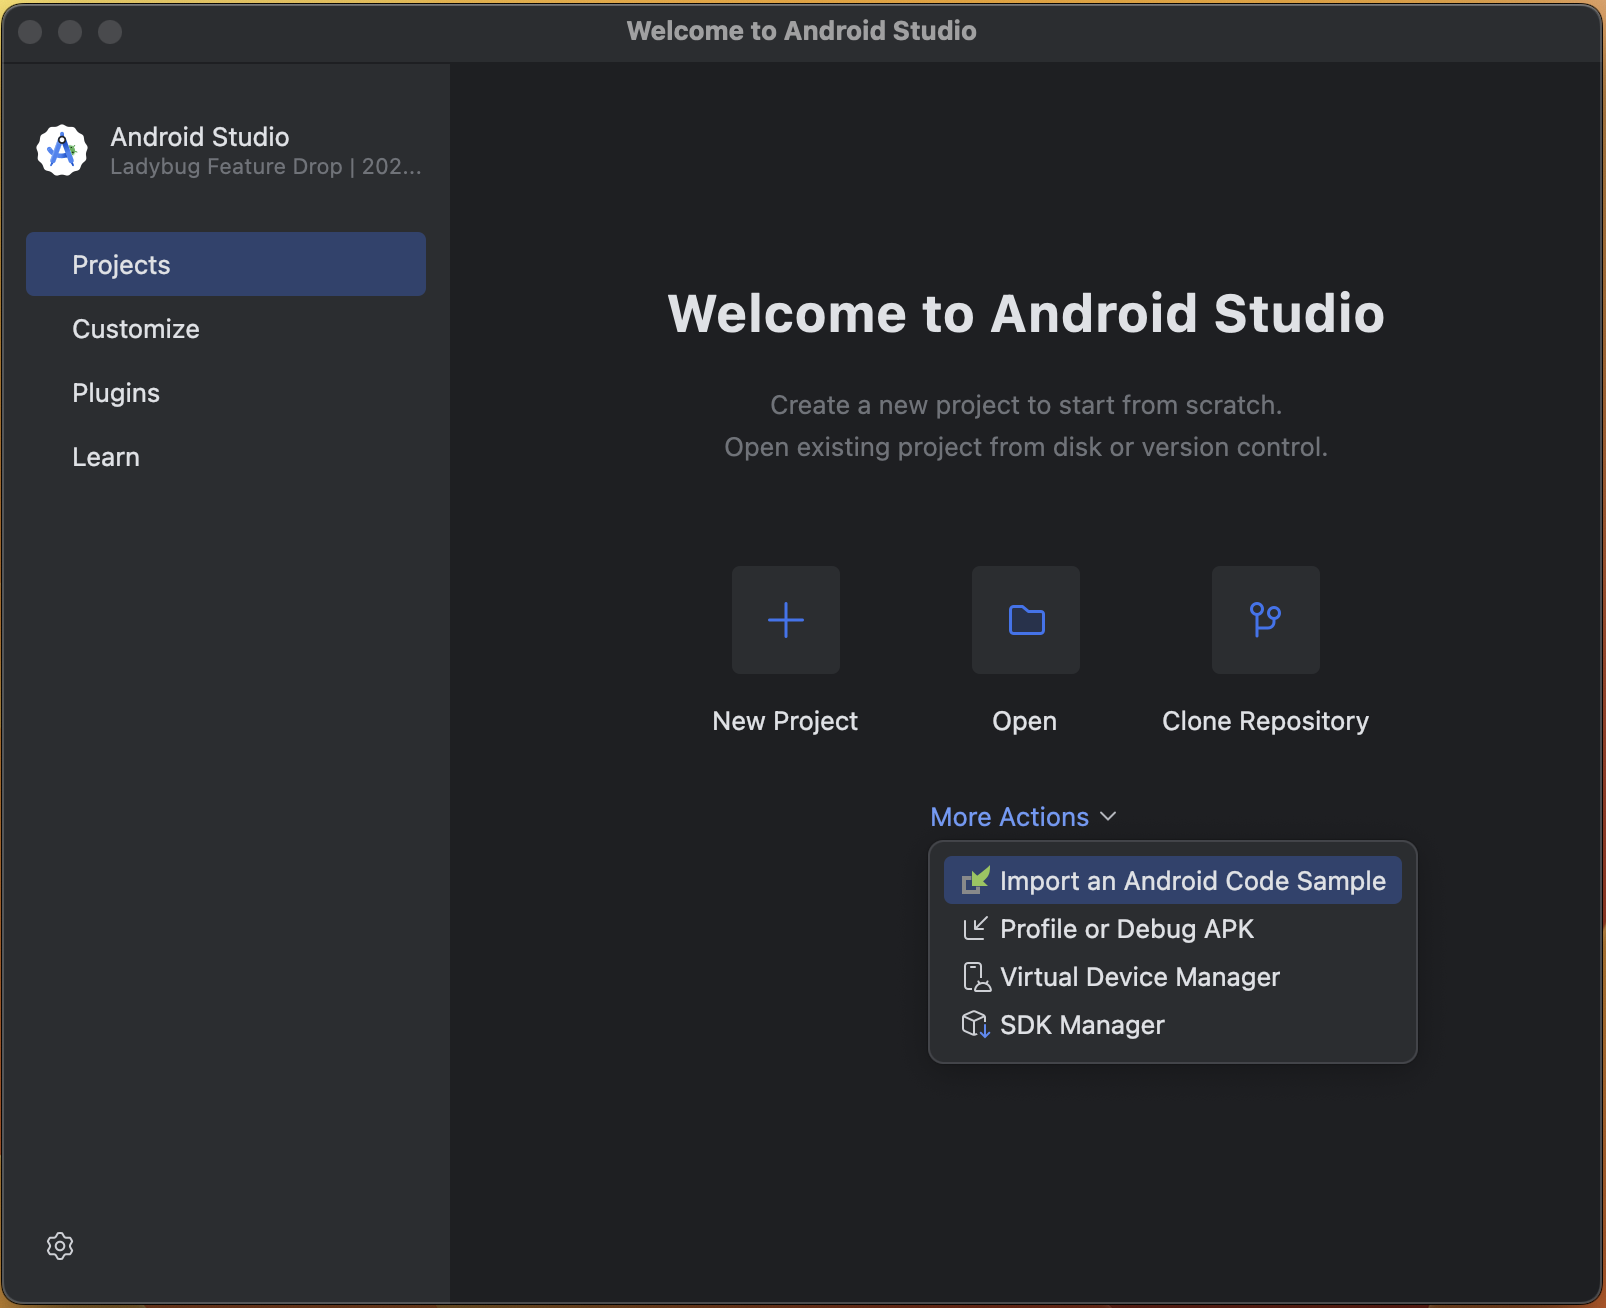 Welcome to Android Studio
Android Studio
Ladybug Feature Drop | 202...
Projects
Customize
Plugins
Learn
Welcome to Android Studio
Create a new project to start from scratch.
Open existing project from disk or version control.
New Project
Open
Clone Repository
More Actions
Import an Android Code Sample
Profile or Debug APK
Virtual Device Manager
SDK Manager